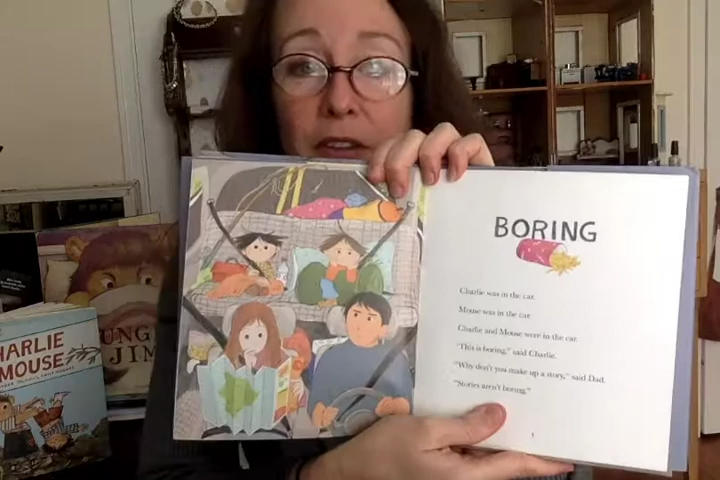 BORING
Charlie was in the car.
Mouse was in the car.
Charlie and Mouse were in the car.
"This is boring," said Charlie.
"Why don't you make up a story," said Dad.
"Stories aren't boring."
1
CHARLIE
MOUSE
JIM